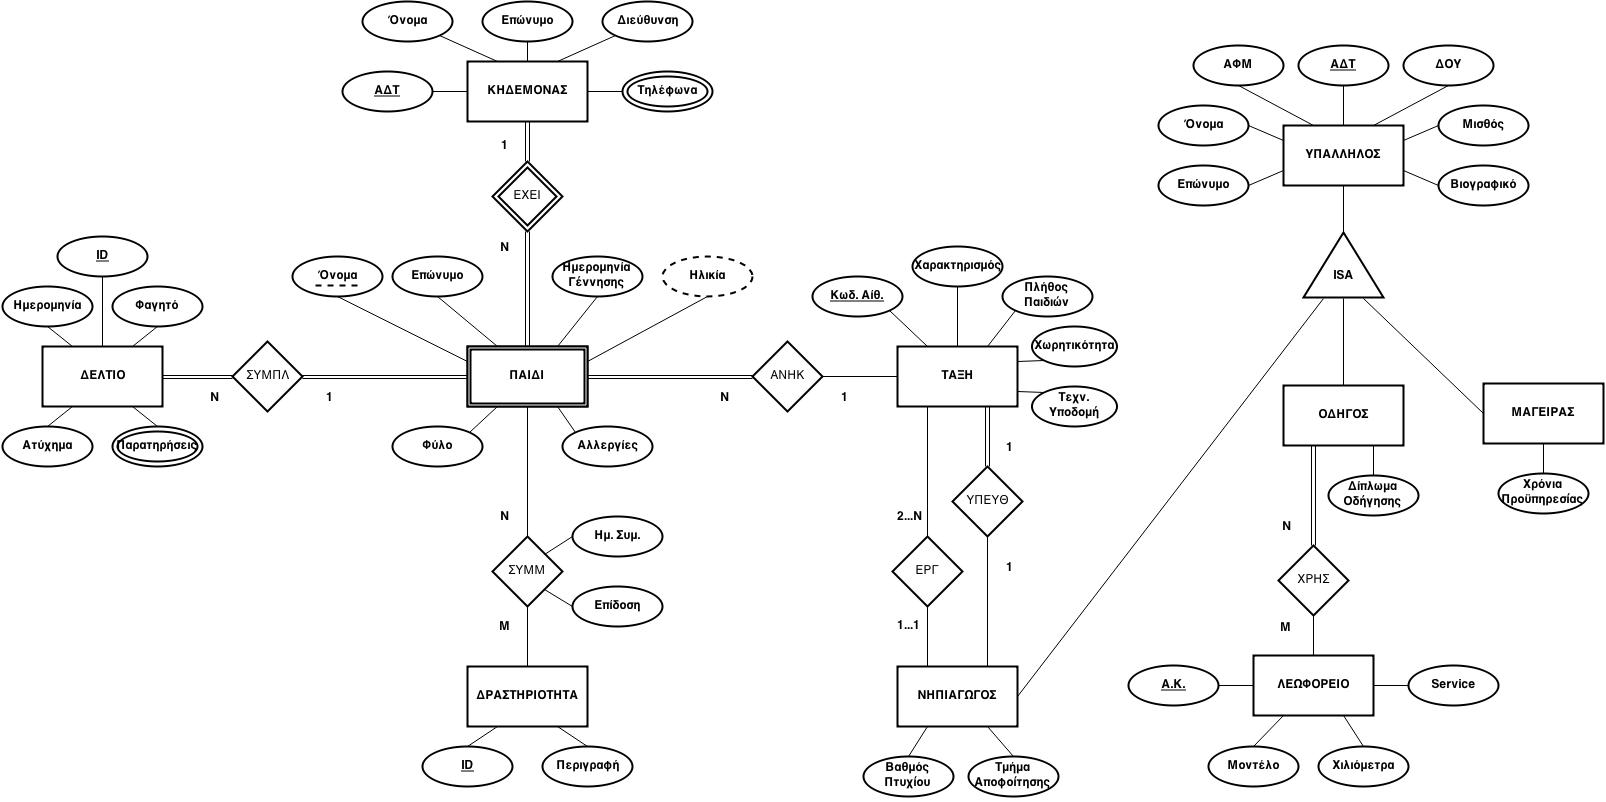 Όνομα
Επώνυμο
Διεύθυνση
ΑΔΤ
ΚΗΔΕΜΟΝΑΣ
Τηλέφωνα
1
ΕΧΕΙ
N
ID
Ημερομηνία
Φαγητό
ΔΕΛΤΙΟ
Ατύχημα
Παρατηρήσεις
N
ΣΥΜΠΛ
1
Όνομα
Επώνυμο
Ημερομηνία
Γέννησης
Ηλικία
ΠΑΙΔΙ
Φύλο
Αλλεργίες
N
ΑΝΗΚ
1
Κωδ. Αίθ.
Χαρακτηρισμός
Πλήθος
Παιδιών
Χωρητικότητα
Τεχν.
Υποδομή
ΤΑΞΗ
N
ΣΥΜΜ
Ημ. Συμ.
Επίδοση
M
ΔΡΑΣΤΗΡΙΟΤΗΤΑ
ID
Περιγραφή
2...N
ΕΡΓ
1...1
1
ΥΠΕΥΘ
1
ΝΗΠΙΑΓΩΓΟΣ
Βαθμός
Πτυχίου
Τμήμα
Αποφοίτησης
ΑΦΜ
ΑΔΤ
ΔΟΥ
Όνομα
Μισθός
Επώνυμο
Βιογραφικό
ΥΠΑΛΛΗΛΟΣ
ISA
ΟΔΗΓΟΣ
Δίπλωμα
Οδήγησης
ΜΑΓΕΙΡΑΣ
Χρόνια
Προϋπηρεσίας
N
ΧΡΗΣ
M
Α.Κ.
ΛΕΩΦΟΡΕΙΟ
Service
Μοντέλο
Χιλιόμετρα